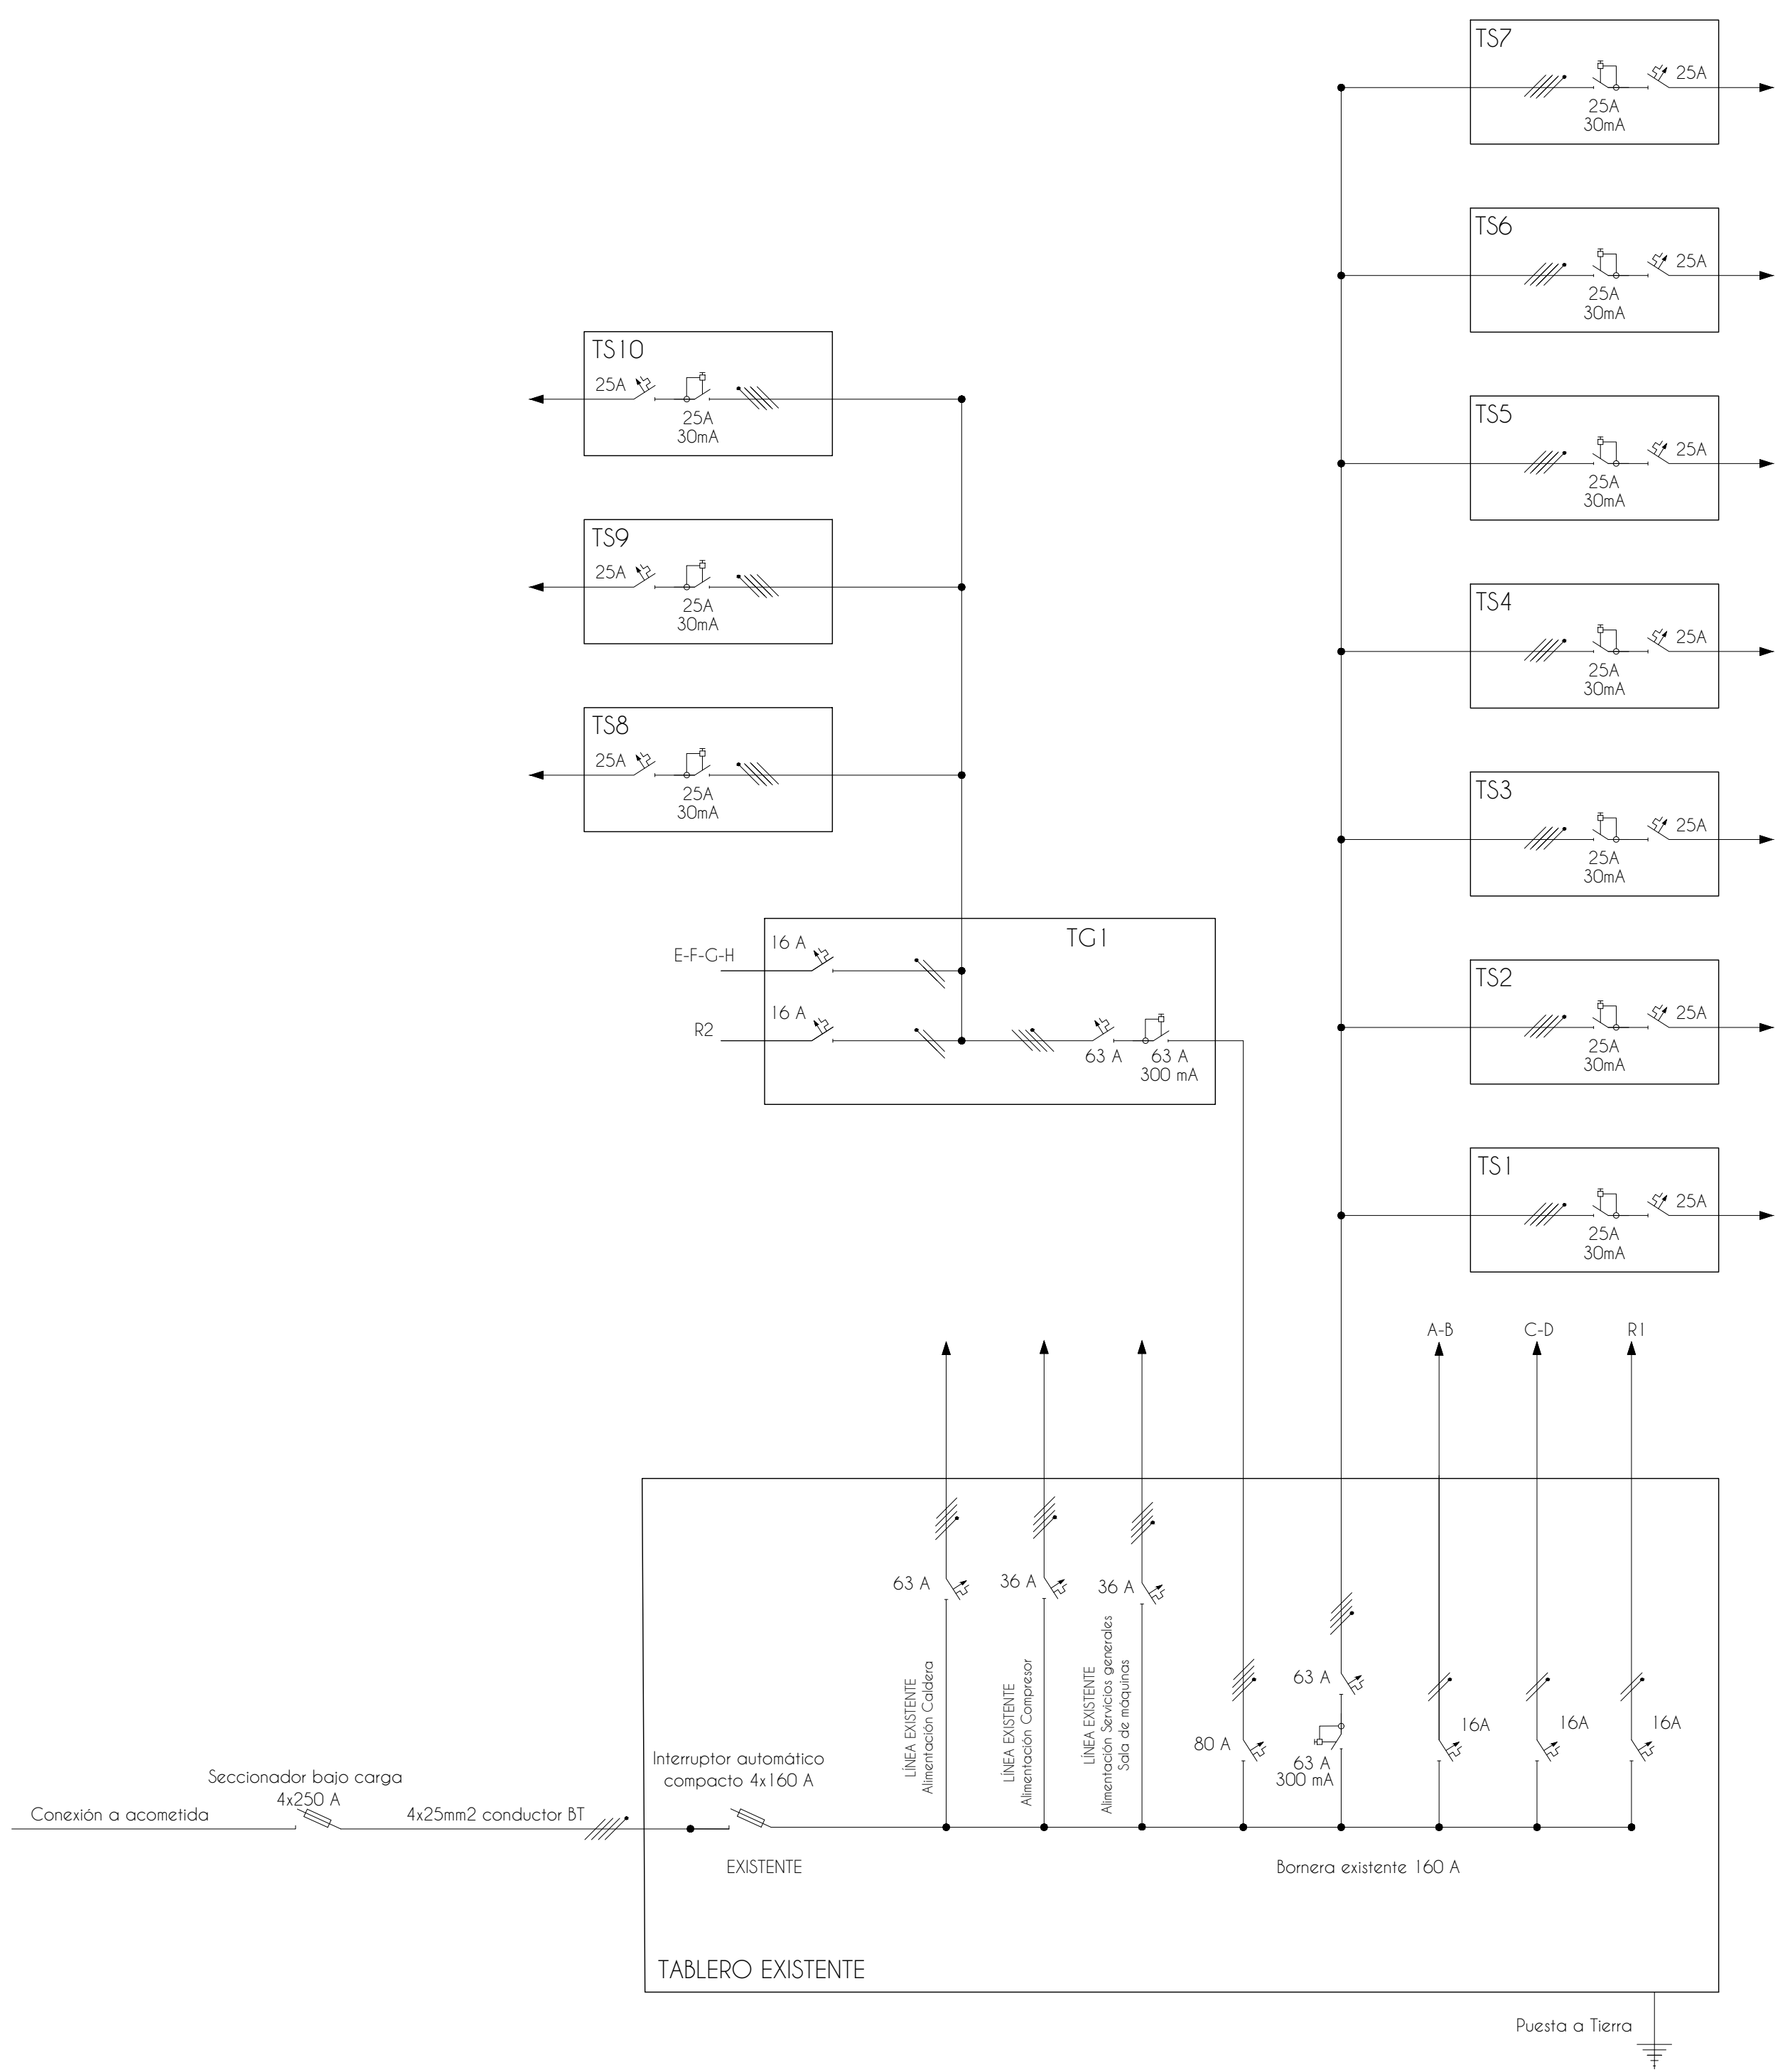 TS7
25A
25A
30mA
TS6
25A
25A
30mA
TS10
25A
25A
30mA
TS5
25A
25A
30mA
TS9
25A
25A
30mA
TS4
25A
25A
30mA
TS8
25A
25A
30mA
TS3
25A
25A
30mA
TG1
E-F-G-H
16 A
R2
16 A
63 A
63 A
300 mA
TS2
25A
25A
30mA
TS1
25A
25A
30mA
A-B
C-D
R1
63 A
36 A
36 A
LÍNEA EXISTENTE
Alimentación Caldera
LÍNEA EXISTENTE
Alimentación Compresor
LÍNEA EXISTENTE
Alimentación Servicios generales
Sala de máquinas
80 A
63 A
63 A
300 mA
16A
16A
16A
Conexión a acometida
Seccionador bajo carga
4x250 A
4x25mm2 conductor BT
Interruptor automático
compacto 4x160 A
EXISTENTE
Bornera existente 160 A
TABLERO EXISTENTE
Puesta a Tierra